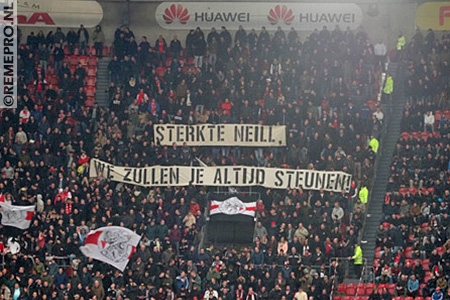 ©REMEPRO.NL
HUAWEI
HUAWEI
STERKTE NEILL.
WE ZULLEN JE ALTIJD STEUNEN!